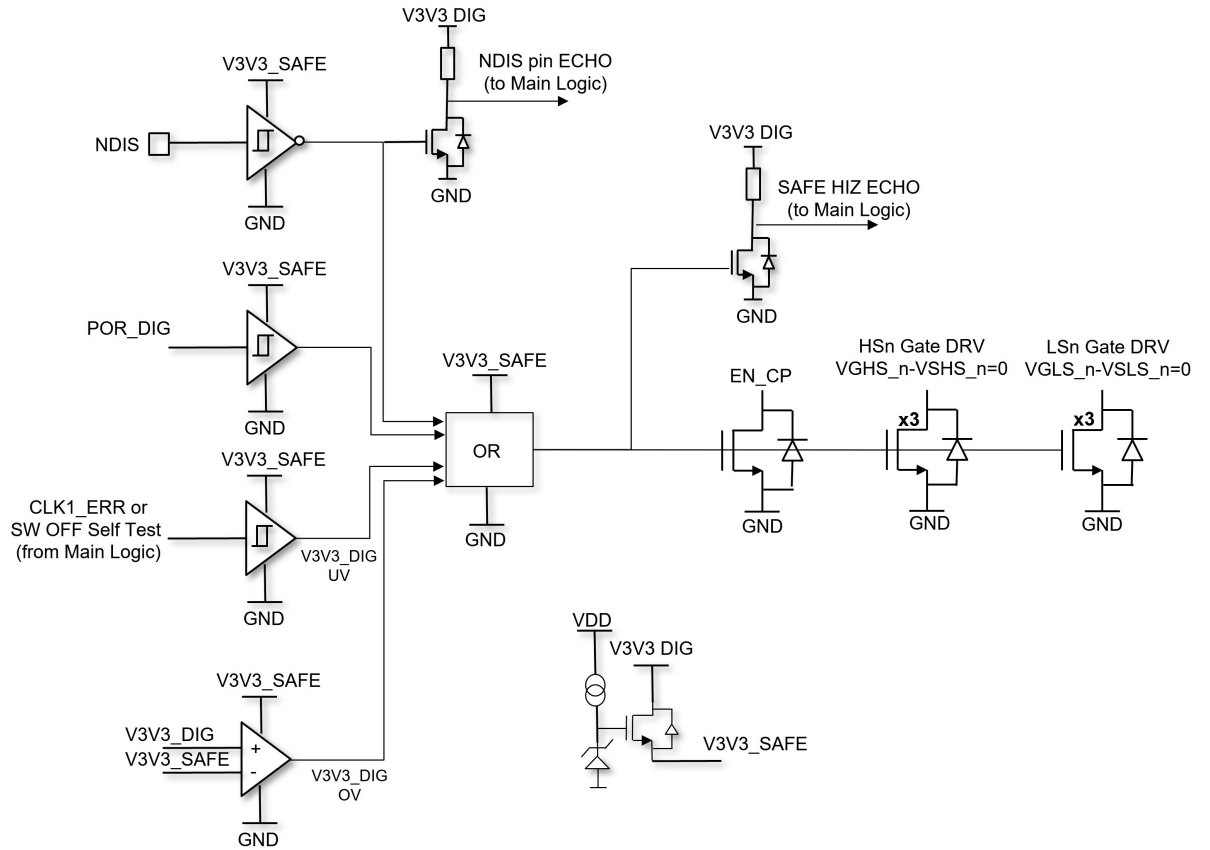 V3V3 DIG
NDIS pin ECHO
(to Main Logic)
V3V3_SAFE
NDIS
GND
GND
V3V3 DIG
SAFE HIZ ECHO
(to Main Logic)
GND
V3V3_SAFE
POR_DIG
GND
V3V3_SAFE
OR
GND
EN_CP
GND
HSn Gate DRV
VGHS_n-VSHS_n=0
x3
GND
LSn Gate DRV
VGLS_n-VSLS_n=0
x3
GND
V3V3_SAFE
CLK1_ERR or
SW OFF Self Test
(from Main Logic)
V3V3_DIG
UV
GND
V3V3_SAFE
V3V3_DIG
V3V3_SAFE
+
-
V3V3_DIG
OV
GND
VDD
V3V3 DIG
V3V3_SAFE